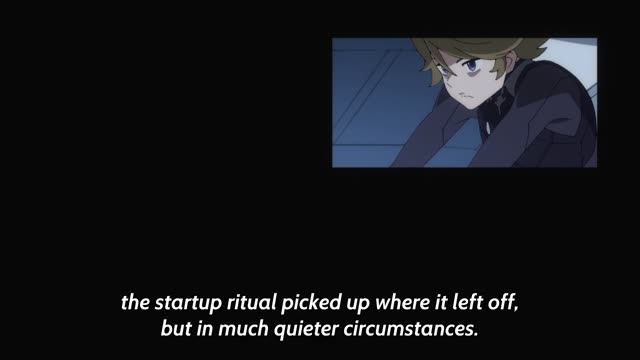 the startup ritual picked up where it left off,
but in much quieter circumstances.